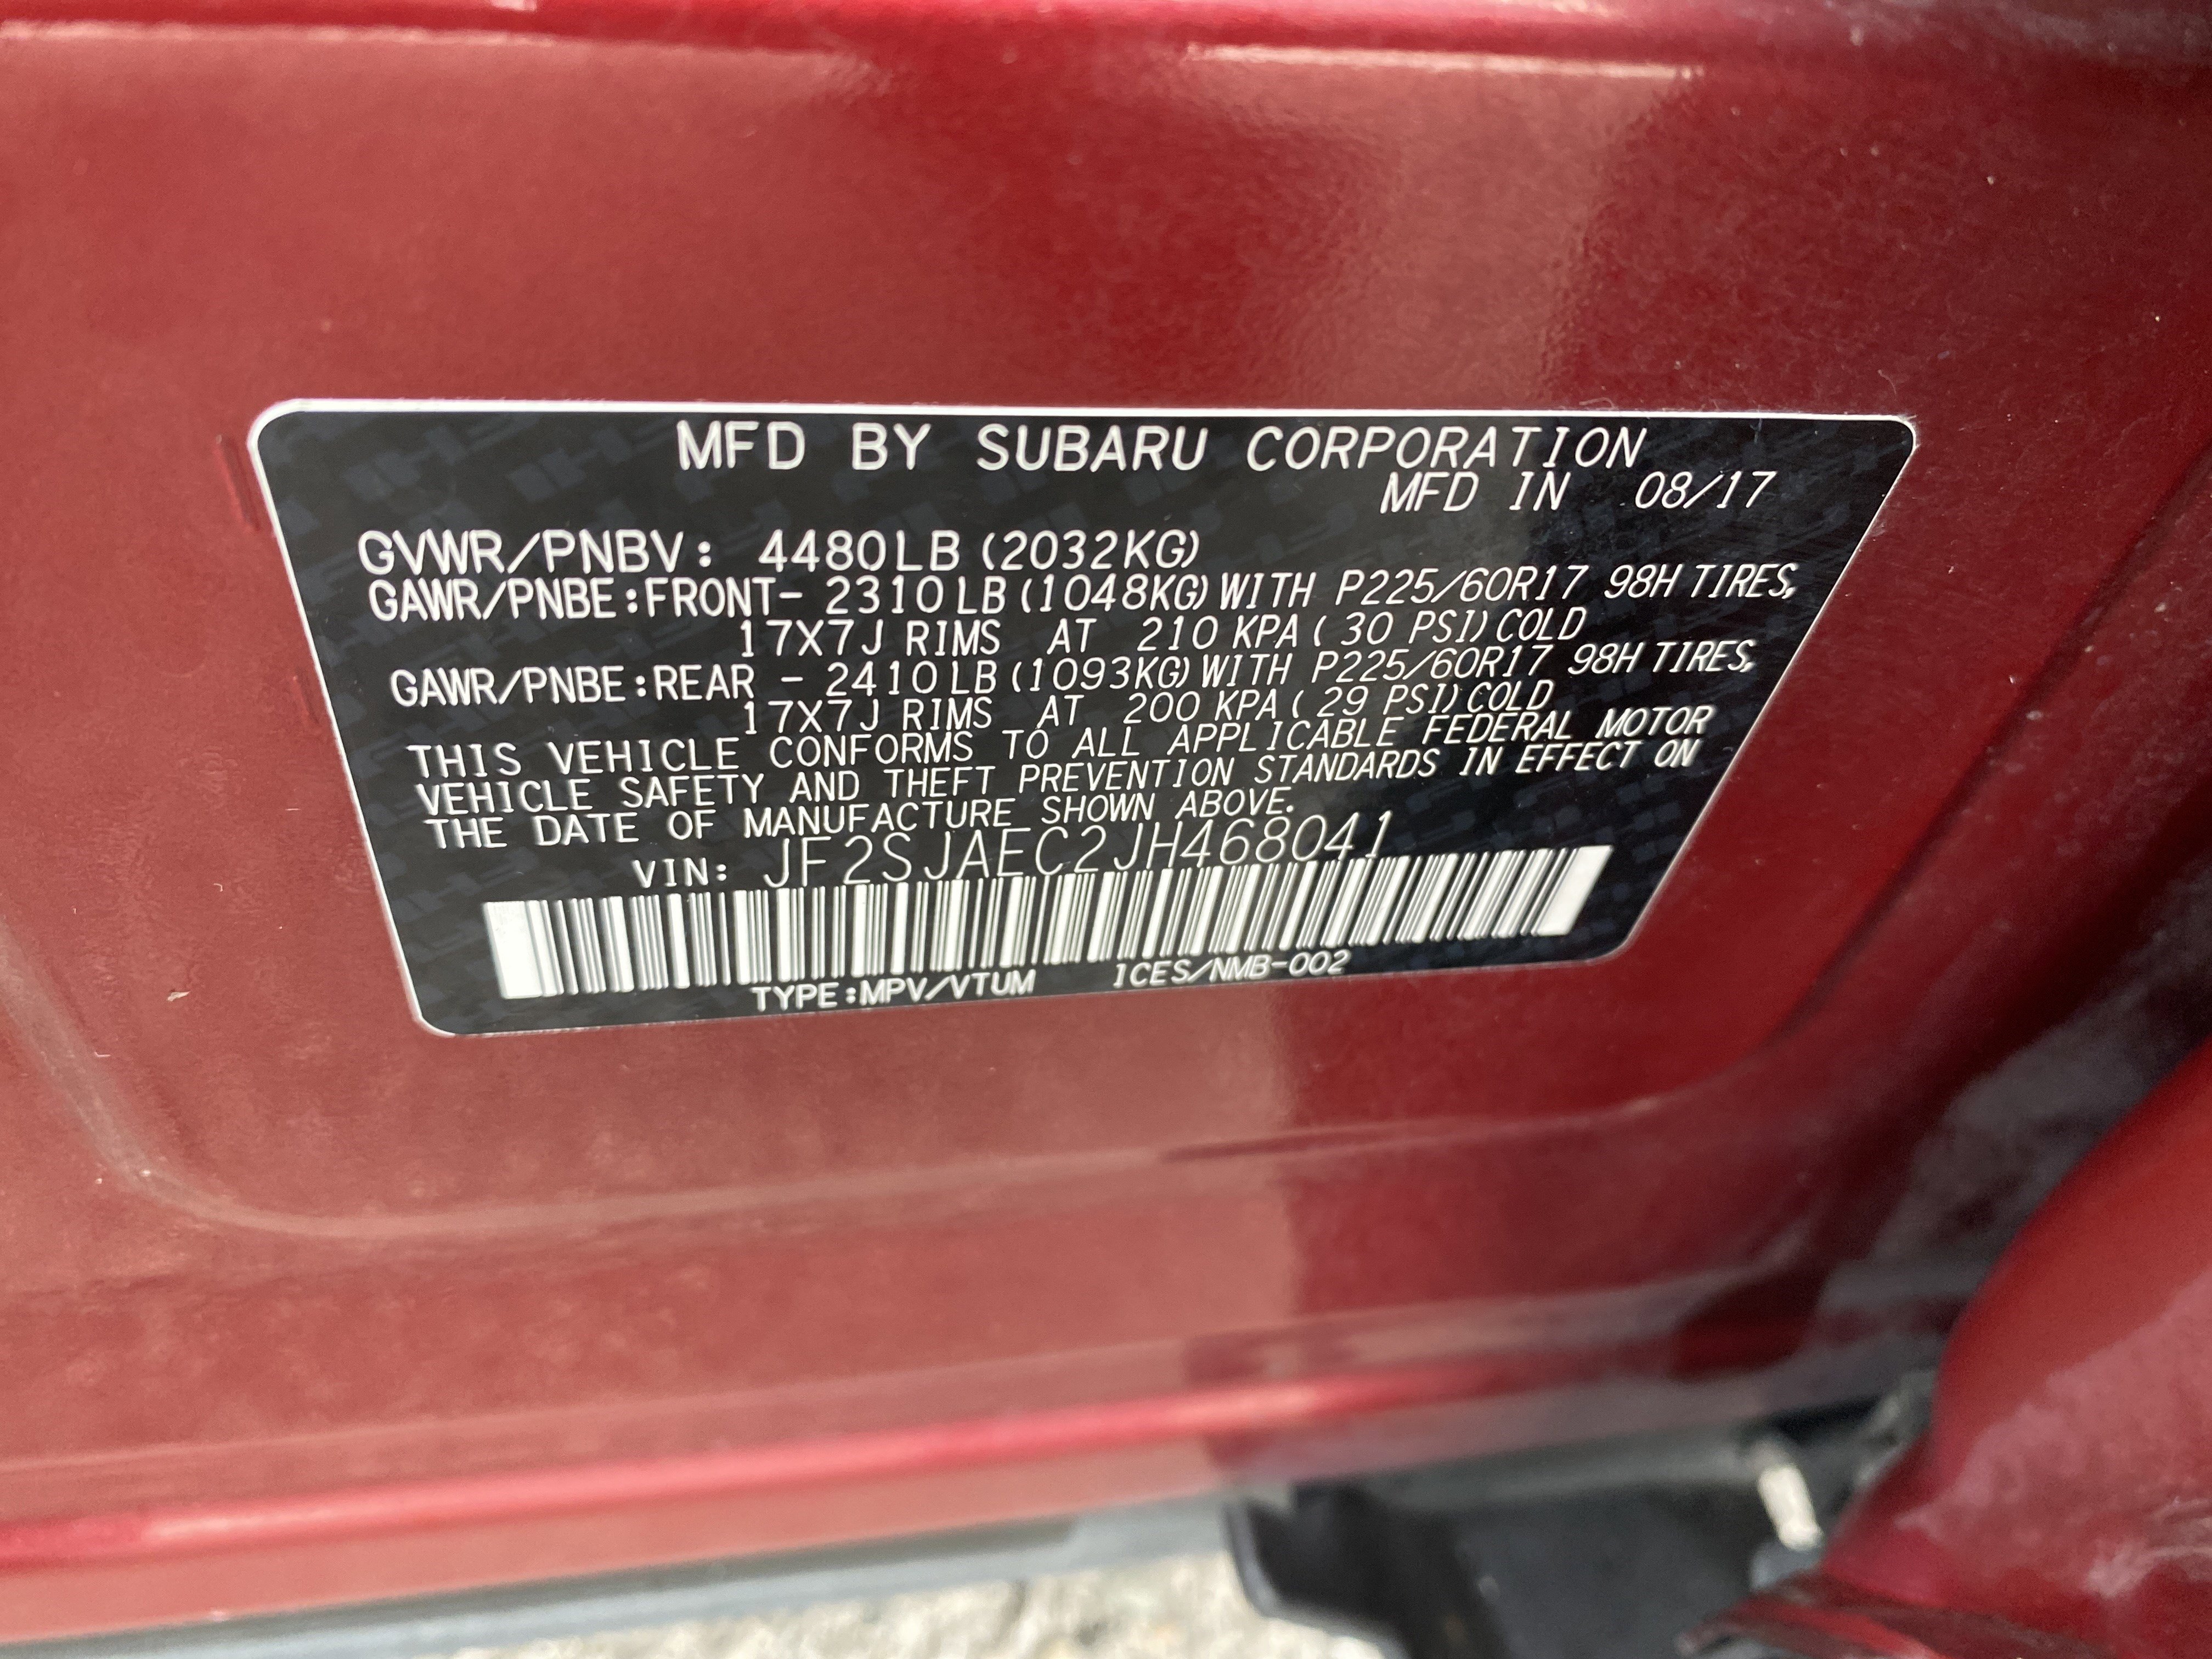 MFD BY SUBARU CORPORATION
MFD IN 08/17
GVWR/PNBV: 4480LB (2032KG)
GAWR/PNBE:FRONT- 2310LB (1048KG) WITH P225/60R17 98H TIRES,
17X7J RIMS AT 210 KPA ( 30 PSI) COLD
GAWR/PNBE:REAR - 2410LB (1093KG) WITH P225/60R17 98H TIRES,
17X7J RIMS AT 200 KPA ( 29 PSI) COLD
THIS VEHICLE CONFORMS TO ALL APPLICABLE FEDERAL MOTOR
VEHICLE SAFETY AND THEFT PREVENTION STANDARDS IN EFFECT ON
THE DATE OF MANUFACTURE SHOWN ABOVE.
VIN: JF2SJAEC2JH468041
TYPE:MPV/VTUM ICES/NMB-002